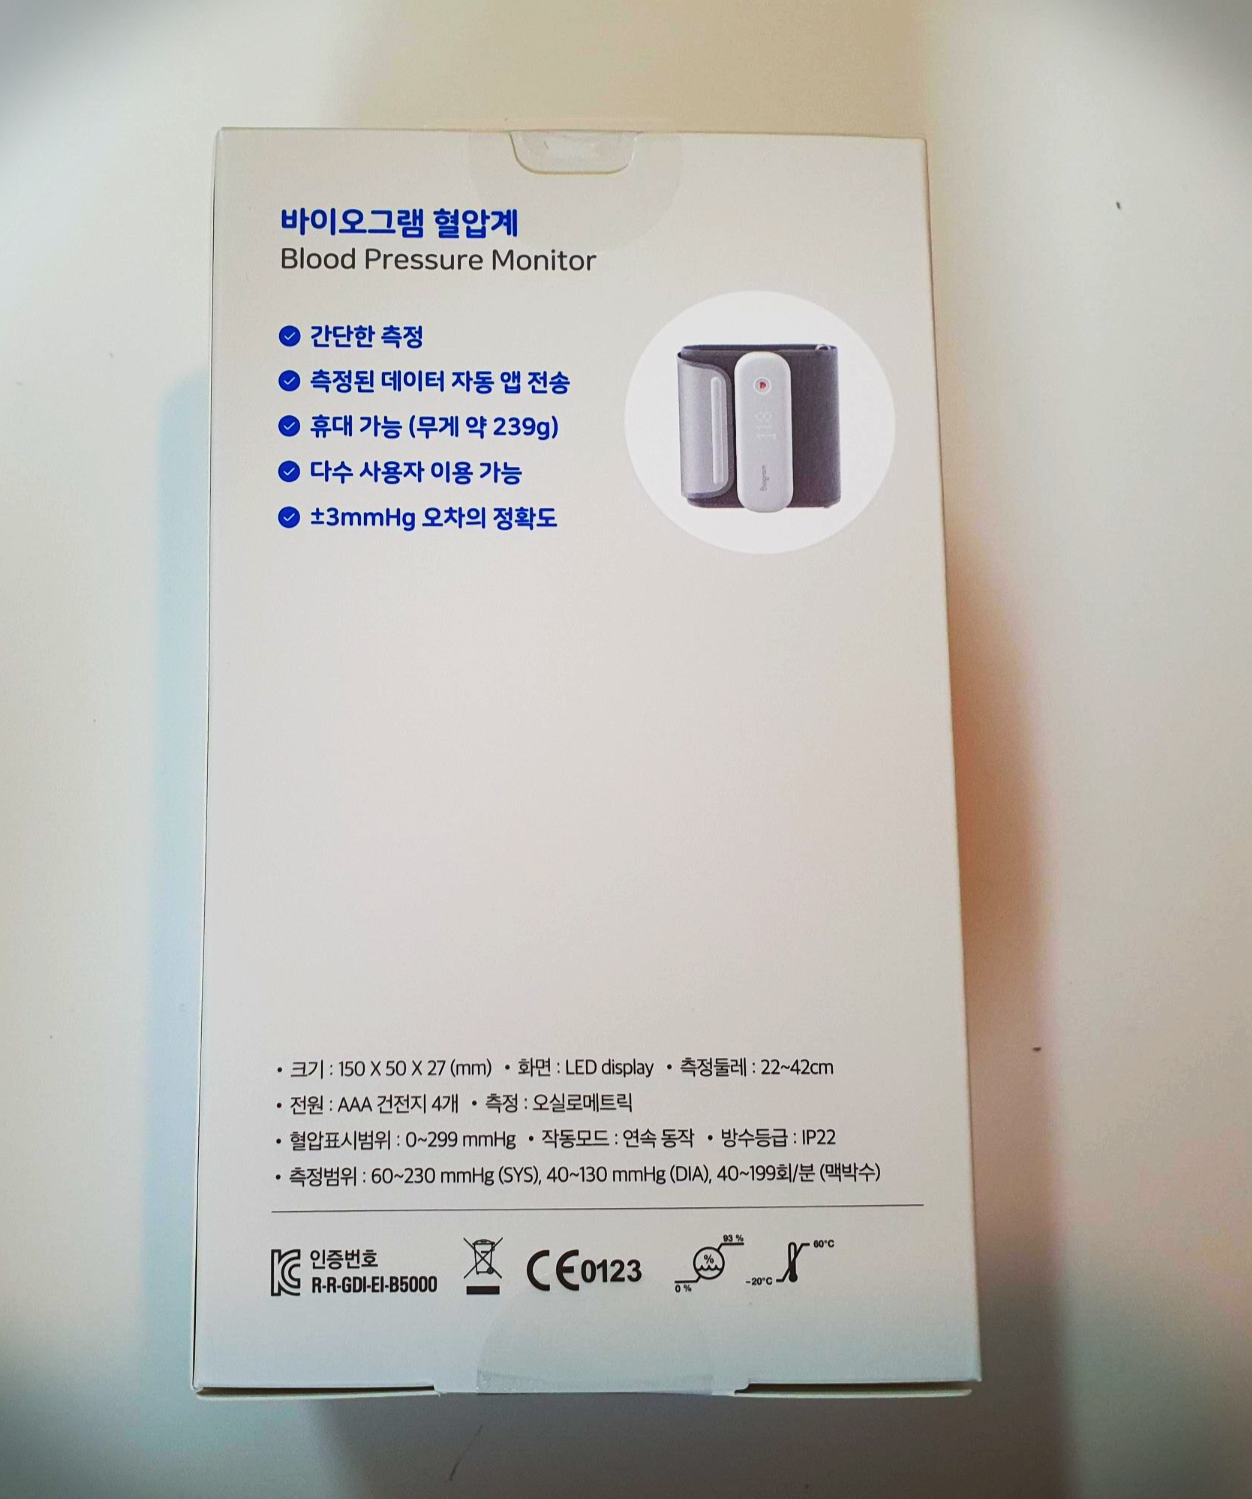 바이오그램 혈압계
Blood Pressure Monitor
간단한 측정
측정된 데이터 자동 앱 전송
휴대 가능 (무게 약 239g)
다수 사용자 이용 가능
±3mmHg 오차의 정확도
118
Biogram
• 크기 : 150 X 50 X 27 (mm) • 화면 : LED display • 측정둘레 : 22~42cm
• 전원 : AAA 건전지 4개 • 측정 : 오실로메트릭
• 혈압표시범위 : 0~299 mmHg • 작동모드 : 연속 동작 • 방수등급 : IP22
• 측정범위 : 60~230 mmHg (SYS), 40~130 mmHg (DIA), 40~199회/분 (맥박수)
인증번호
R-R-GDI-EI-B5000
CE0123
93 %
%
0 %
60°C
-20°C